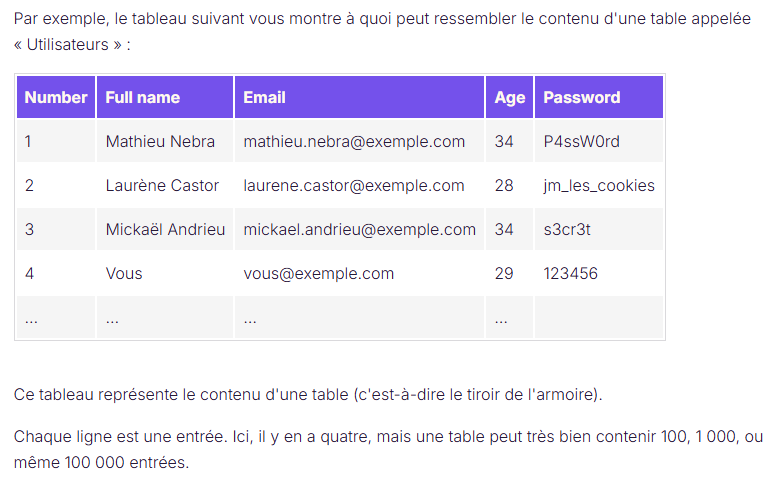 Par exemple, le tableau suivant vous montre à quoi peut ressembler le contenu d'une table appelée
« Utilisateurs » :
Number Full name Email Age Password
1 Mathieu Nebra mathieu.nebra@exemple.com 34 P4ssW0rd
2 Laurène Castor laurene.castor@exemple.com 28 jm_les_cookies
3 Mickaël Andrieu mickael.andrieu@exemple.com 34 s3cr3t
4 Vous vous@exemple.com 29 123456
... ... ... ...
Ce tableau représente le contenu d'une table (c'est-à-dire le tiroir de l'armoire).
Chaque ligne est une entrée. Ici, il y en a quatre, mais une table peut très bien contenir 100, 1 000, ou
même 100 000 entrées.